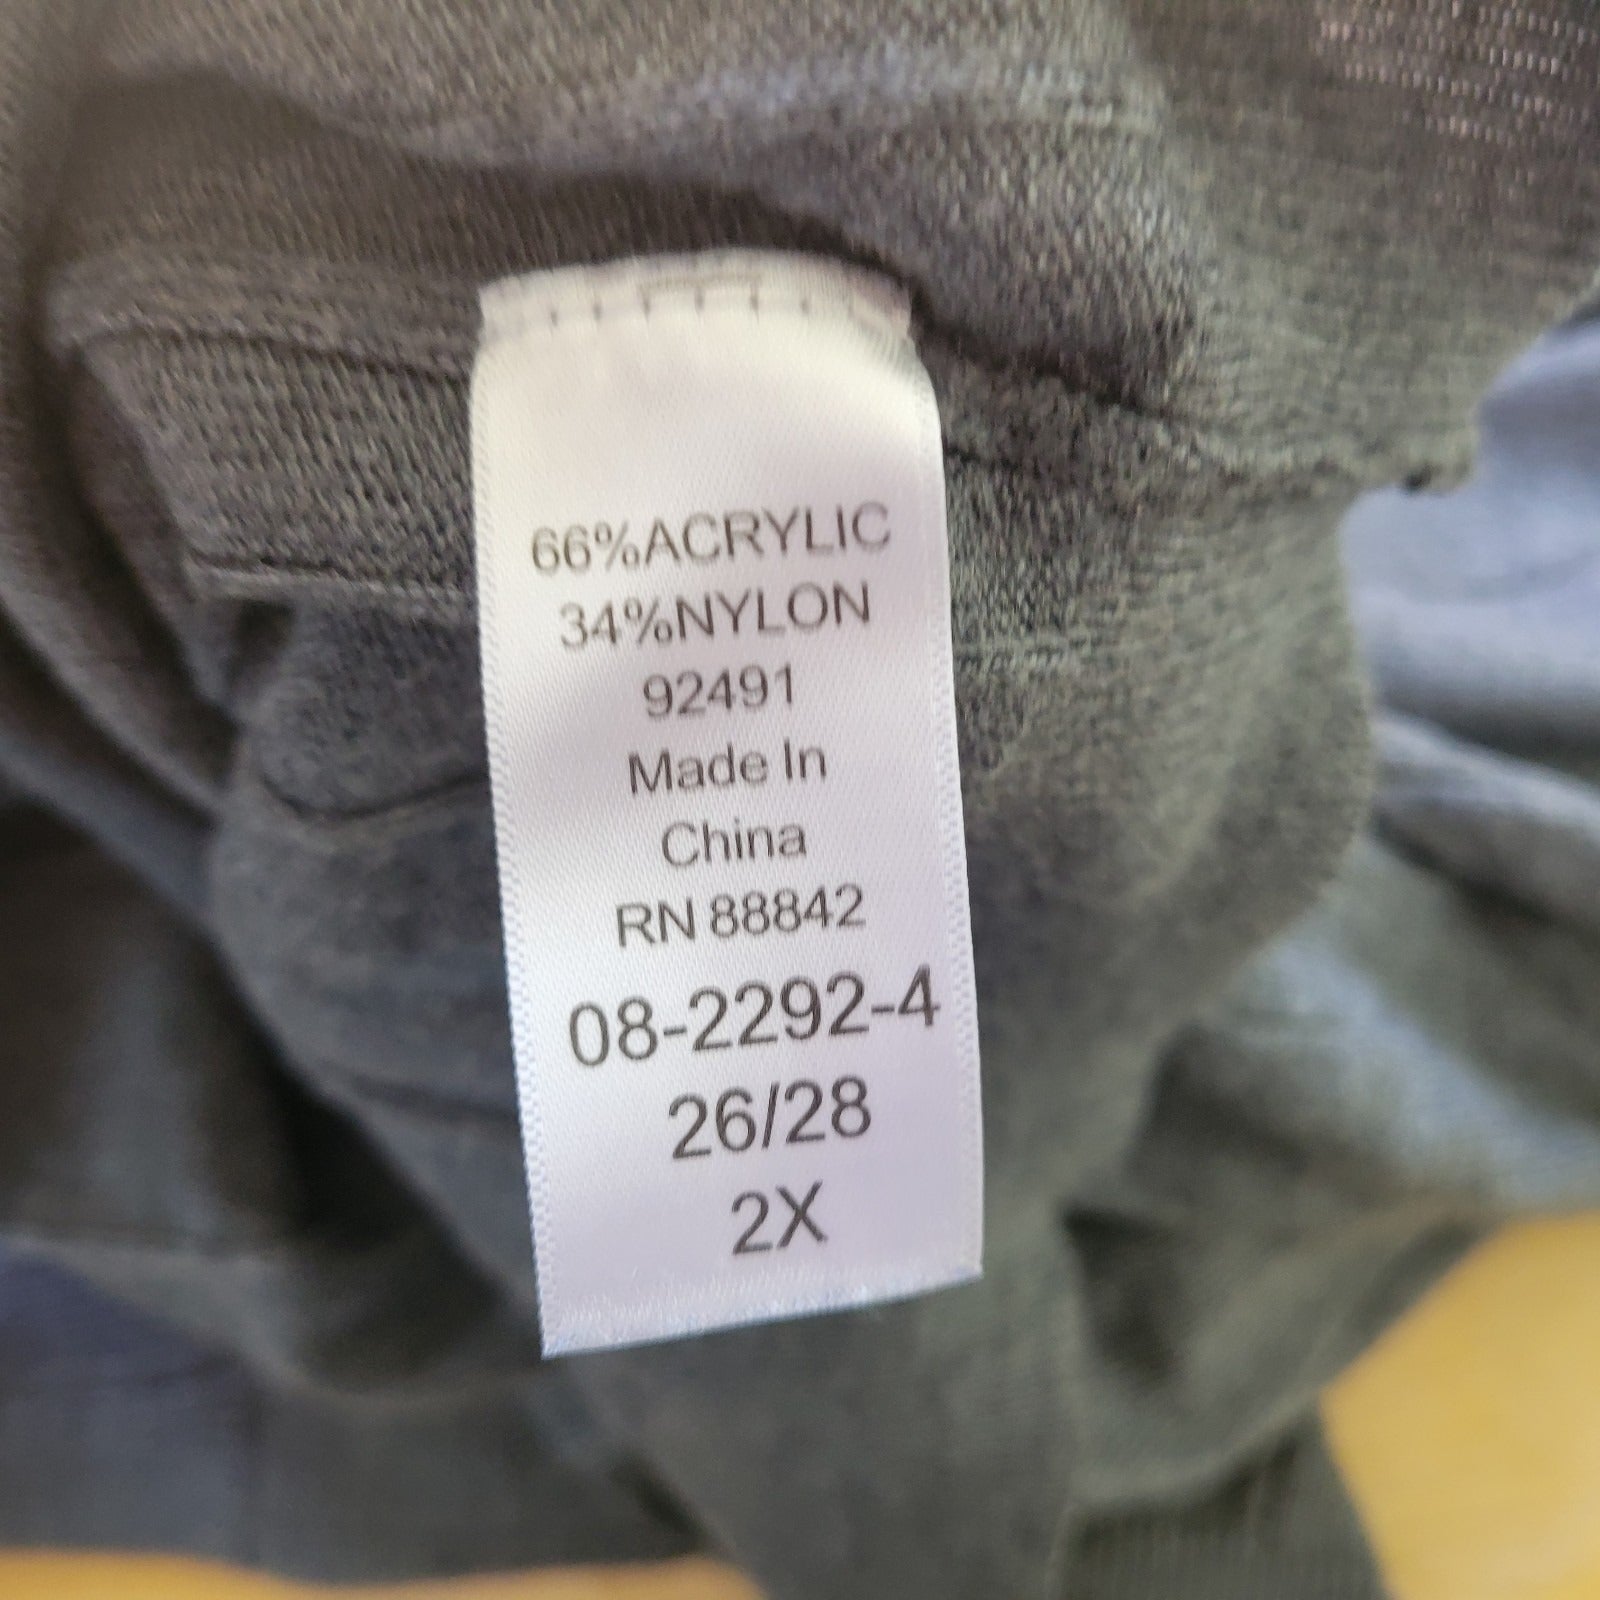 66%ACRYLIC
34%NYLON
92491
Made In
China
RN 88842
08-2292-4
26/28
2X